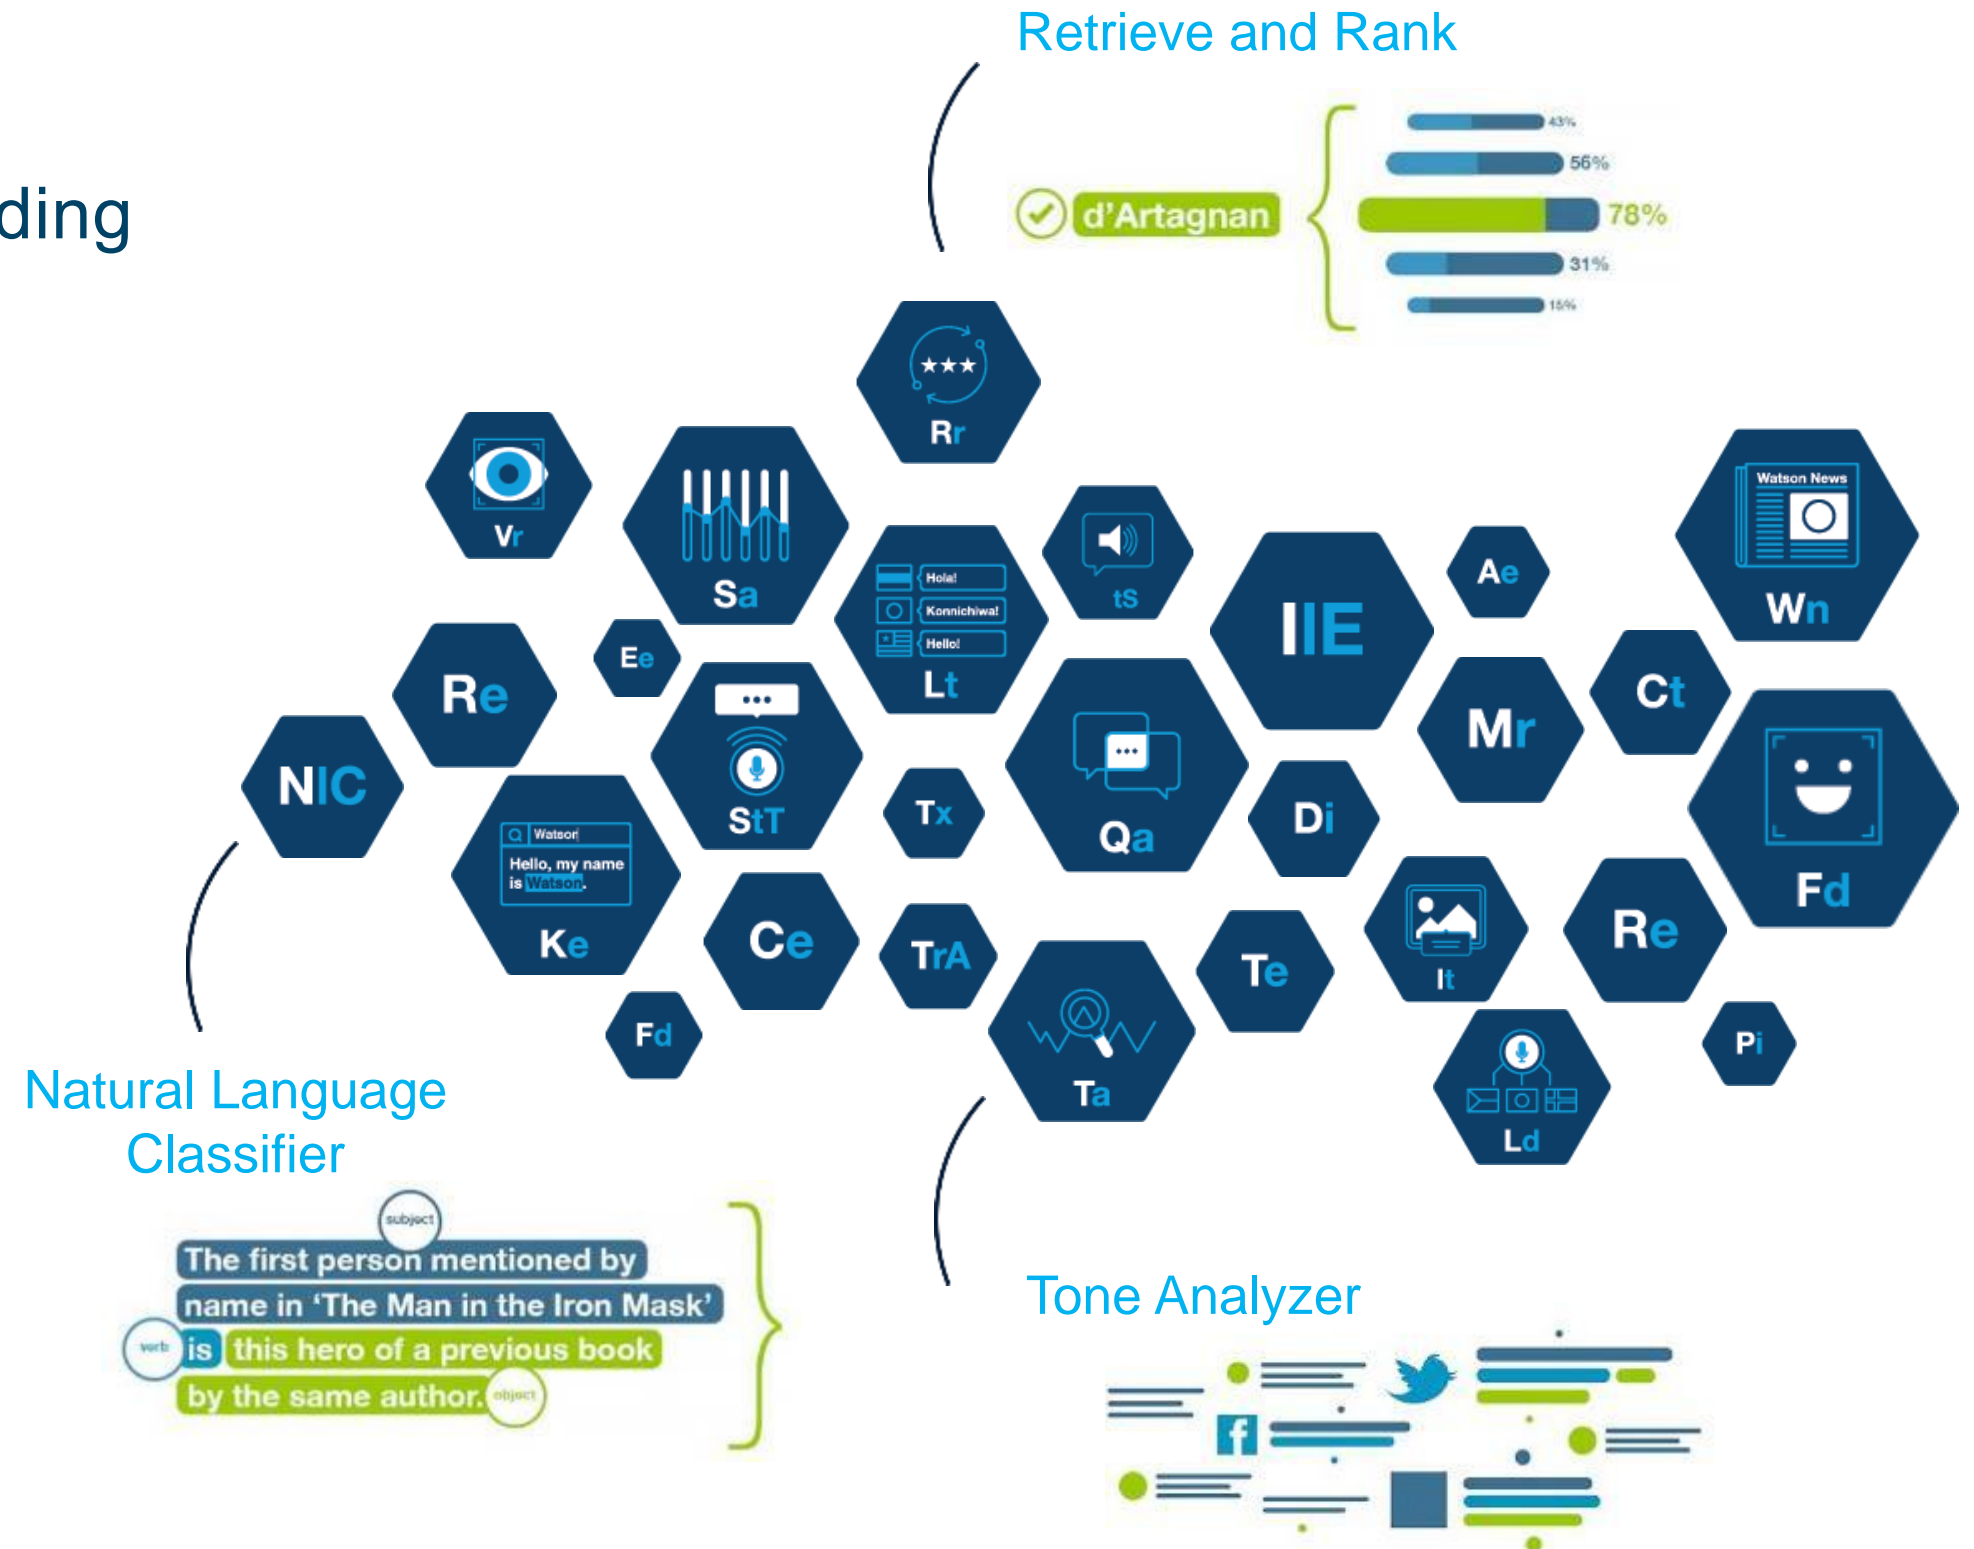 Retrieve and Rank
43%
56%
d'Artagnan
78%
31%
15%
ding
Rr
Vr
Sa
Hola!
Konnichiwa!
Hello!
Lt
tS
IIE
Ae
Watson News
Wn
Re
Ee
NIC
StT
Tx
Qa
Di
Mr
Ct
Fd
Watson
Hello, my name
is Watson.
Ke
Ce
TrA
Te
It
Re
Fd
Ta
Ld
Pi
Natural Language
Classifier
subject
The first person mentioned by
name in 'The Man in the Iron Mask'
verb is this hero of a previous book
by the same author. object
Tone Analyzer
f